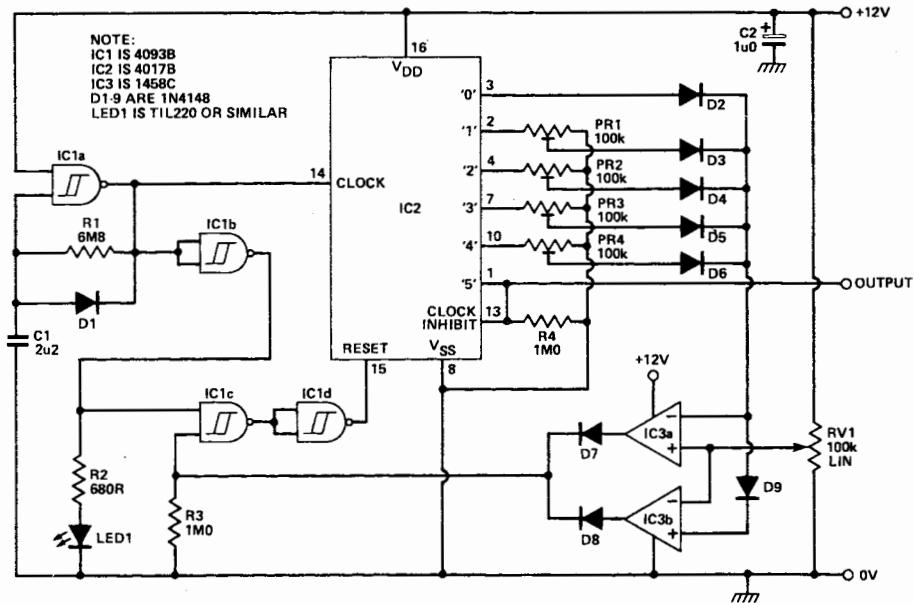 +12V
NOTE:
IC1 IS 4093B
IC2 IS 4017B
IC3 IS 1458C
D1-9 ARE 1N4148
LED1 IS TIL220 OR SIMILAR
C2
1u0
+
16
VDD
3
'0'
D2
2
'1'
PR1
100k
D3
4
'2'
PR2
100k
D4
7
'3'
PR3
100k
D5
10
'4'
PR4
100k
D6
1
'5'
OUTPUT
13
CLOCK
INHIBIT
R4
1M0
IC1a
14
CLOCK
IC2
R1
6M8
IC1b
D1
C1
2u2
RESET
15
VSS
8
IC1c
IC1d
+12V
R2
680R
LED1
R3
1M0
D7
IC3a
−
+
RV1
100k
LIN
D9
D8
IC3b
−
+
0V